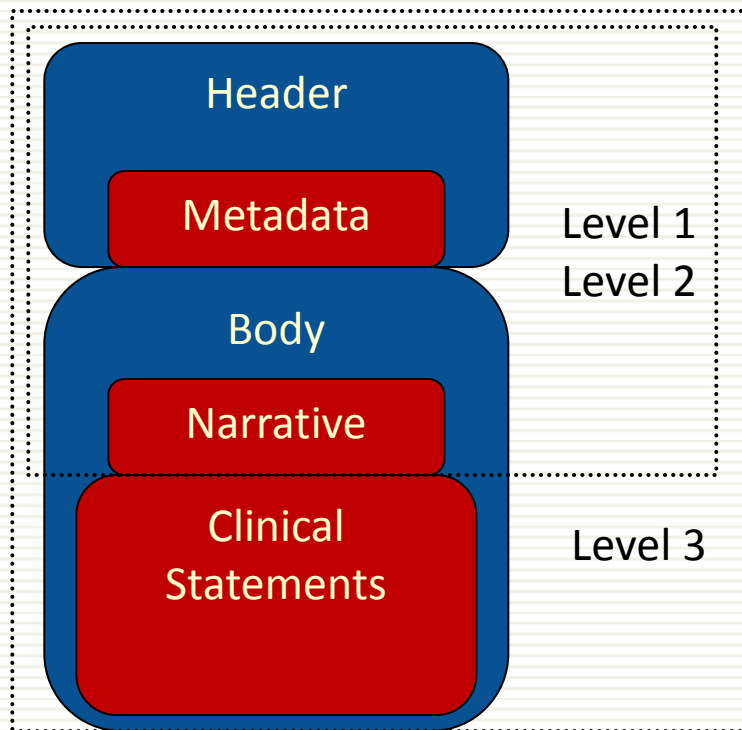 Header
Metadata
Level 1
Level 2
Body
Narrative
Clinical
Statements
Level 3